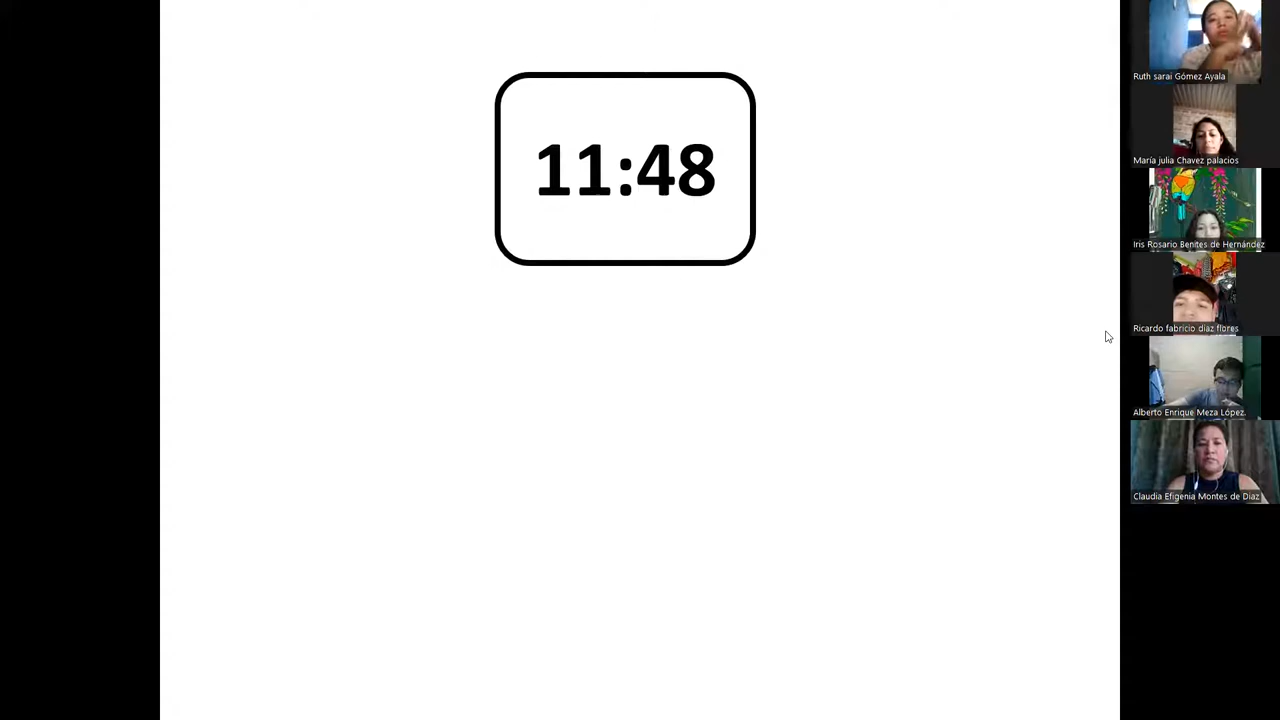 11:48
Ruth sarai Gómez Ayala
María julia Chavez palacios
Iris Rosario Benites de Hernández
Ricardo fabricio díaz flores
Alberto Enrique Meza López.
Claudia Efigenia Montes de Diaz